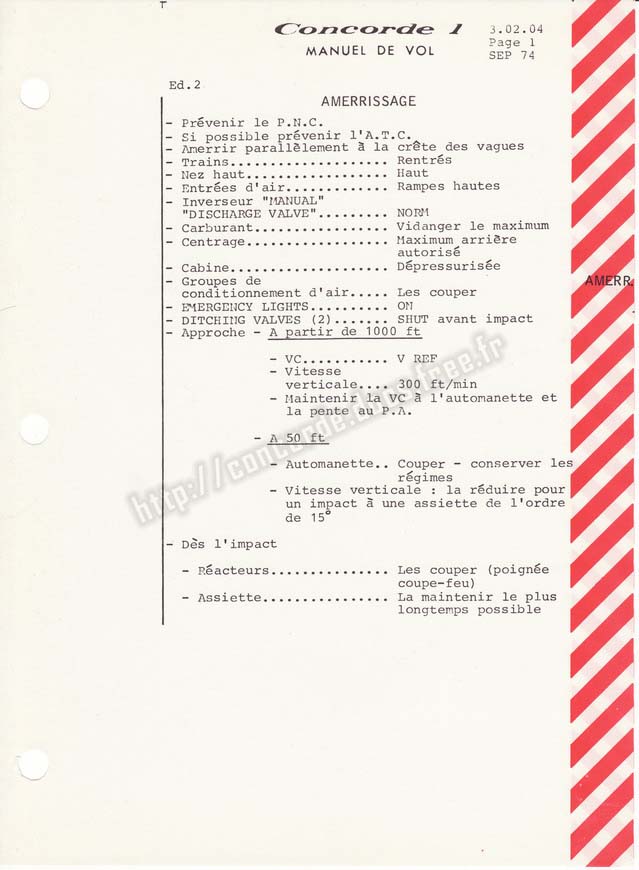 Concorde 1
3.02.04
MANUEL DE VOL
Page 1
SEP 74
Ed.2
AMERRISSAGE
- Prévenir le P.N.C.
- Si possible prévenir l'A.T.C.
- Amerrir parallèlement à la crête des vagues
- Trains................... Rentrés
- Nez haut................. Haut
- Entrées d'air............ Rampes hautes
- Inverseur "MANUAL"
"DISCHARGE VALVE"......... NORM
- Carburant................ Vidanger le maximum
- Centrage................. Maximum arrière
autorisé
- Cabine................... Dépressurisée
- Groupes de
conditionnement d'air..... Les couper
AMERR.
- EMERGENCY LIGHTS.......... ON
- DITCHING VALVES (2)....... SHUT avant impact
- Approche - A partir de 1000 ft
- VC........... V REF
- Vitesse
verticale.... 300 ft/min
- Maintenir la VC à l'automanette et
la pente au P.A.
- A 50 ft
- Automanette.. Couper - conserver les
régimes
- Vitesse verticale : la réduire pour
un impact à une assiette de l'ordre
de 15°
- Dès l'impact
- Réacteurs............... Les couper (poignée
coupe-feu)
- Assiette................ La maintenir le plus
longtemps possible
http://concorde.dirst.free.fr